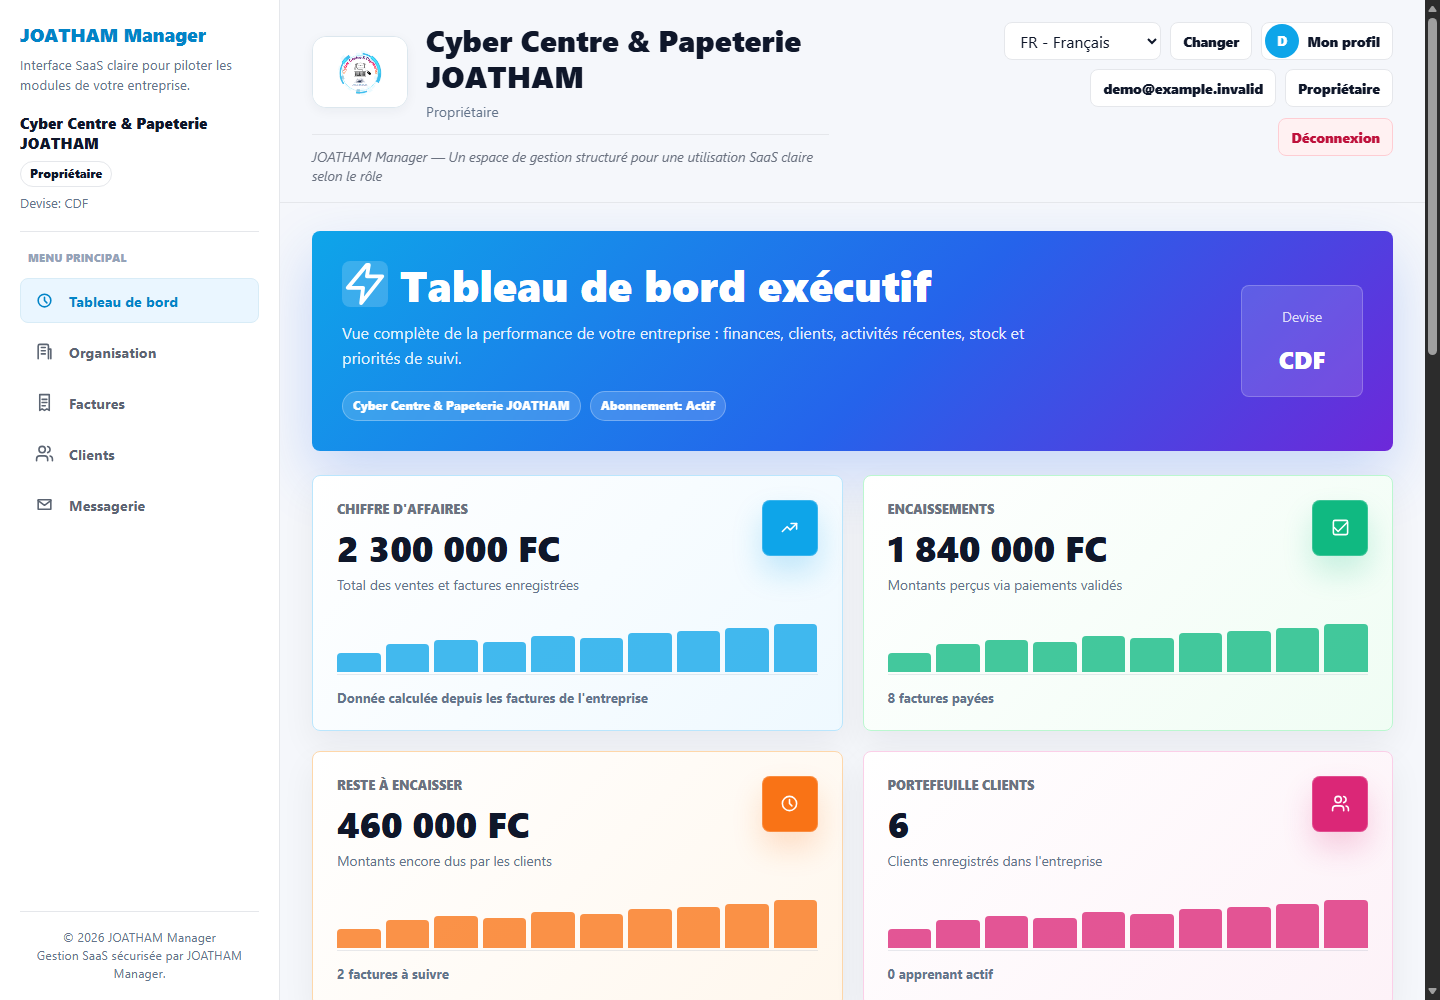 JOATHAM Manager
Interface SaaS claire pour piloter les
modules de votre entreprise.
Cyber Centre & Papeterie
JOATHAM
Propriétaire
Devise: CDF
MENU PRINCIPAL
Tableau de bord
Organisation
Factures
Clients
Messagerie
© 2026 JOATHAM Manager
Gestion SaaS sécurisée par JOATHAM
Manager.
Cyber Centre & Papeterie
JOATHAM
Propriétaire
JOATHAM Manager — Un espace de gestion structuré pour une utilisation SaaS claire
selon le rôle
FR - Français
Changer
D
Mon profil
demo@example.invalid
Propriétaire
Déconnexion
Tableau de bord exécutif
Vue complète de la performance de votre entreprise : finances, clients, activités récentes, stock et
priorités de suivi.
Cyber Centre & Papeterie JOATHAM
Abonnement: Actif
Devise
CDF
CHIFFRE D'AFFAIRES
2 300 000 FC
Total des ventes et factures enregistrées
Donnée calculée depuis les factures de l'entreprise
ENCAISSEMENTS
1 840 000 FC
Montants perçus via paiements validés
8 factures payées
RESTE À ENCAISSER
460 000 FC
Montants encore dus par les clients
2 factures à suivre
PORTEFEUILLE CLIENTS
6
Clients enregistrés dans l'entreprise
0 apprenant actif